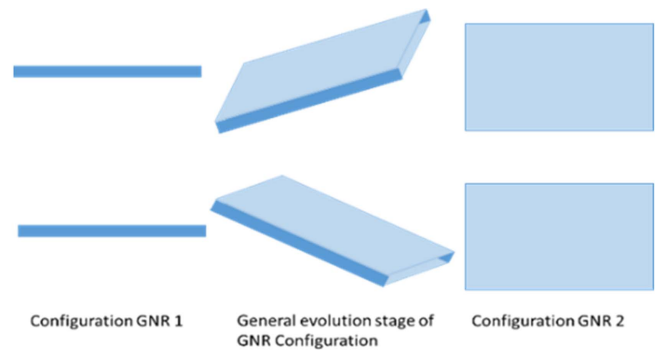 Configuration GNR 1
General evolution stage of
GNR Configuration
Configuration GNR 2